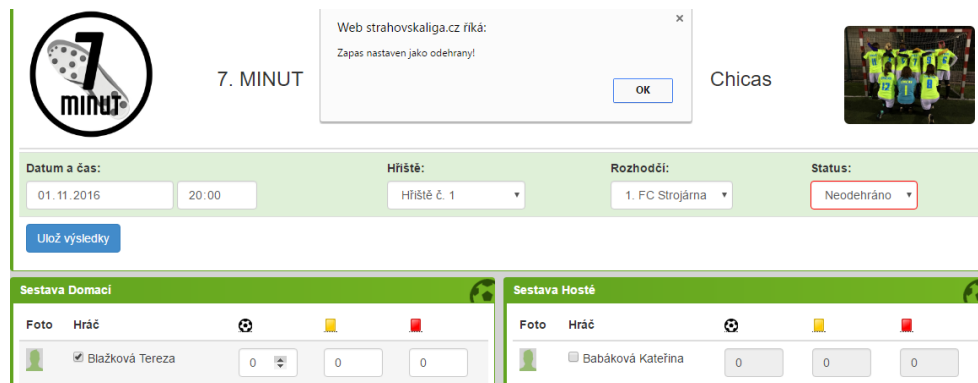 Web strahovskaliga.cz říká:
×
Zapas nastaven jako odehrany!
OK
7
MINUT
7. MINUT
Chicas
Datum a čas:
Hřiště:
Rozhodčí:
Status:
01.11.2016
20:00
Hřiště č. 1
1. FC Strojárna
Neodehráno
Ulož výsledky
Sestava Domací
Sestava Hosté
Foto Hráč
Foto Hráč
Blažková Tereza
0
0
0
Babáková Kateřina
0
0
0